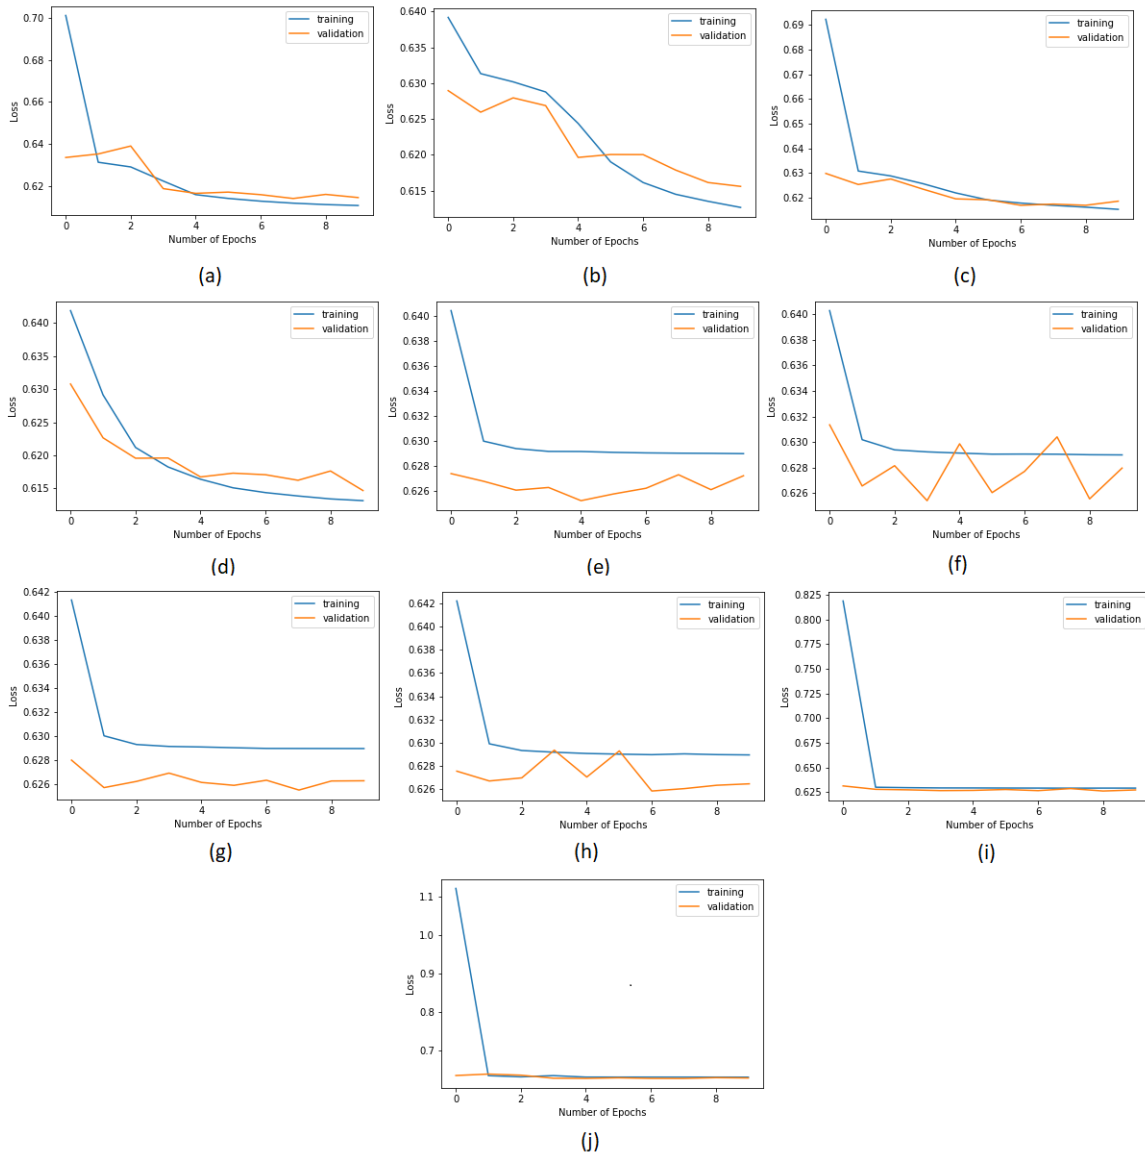 training
validation
0.70
0.68
0.66
0.64
0.62
Loss
0 2 4 6 8
Number of Epochs
(a)
training
validation
0.640
0.635
0.630
0.625
0.620
0.615
Loss
0 2 4 6 8
Number of Epochs
(b)
training
validation
0.69
0.68
0.67
0.66
0.65
0.64
0.63
0.62
Loss
0 2 4 6 8
Number of Epochs
(c)
training
validation
0.640
0.635
0.630
0.625
0.620
0.615
Loss
0 2 4 6 8
Number of Epochs
(d)
training
validation
0.640
0.638
0.636
0.634
0.632
0.630
0.628
0.626
Loss
0 2 4 6 8
Number of Epochs
(e)
training
validation
0.640
0.638
0.636
0.634
0.632
0.630
0.628
0.626
Loss
0 2 4 6 8
Number of Epochs
(f)
training
validation
0.642
0.640
0.638
0.636
0.634
0.632
0.630
0.628
0.626
Loss
0 2 4 6 8
Number of Epochs
(g)
training
validation
0.642
0.640
0.638
0.636
0.634
0.632
0.630
0.628
0.626
Loss
0 2 4 6 8
Number of Epochs
(h)
training
validation
0.825
0.800
0.775
0.750
0.725
0.700
0.675
0.650
0.625
Loss
0 2 4 6 8
Number of Epochs
(i)
training
validation
1.1
1.0
0.9
0.8
0.7
Loss
0 2 4 6 8
Number of Epochs
(j)